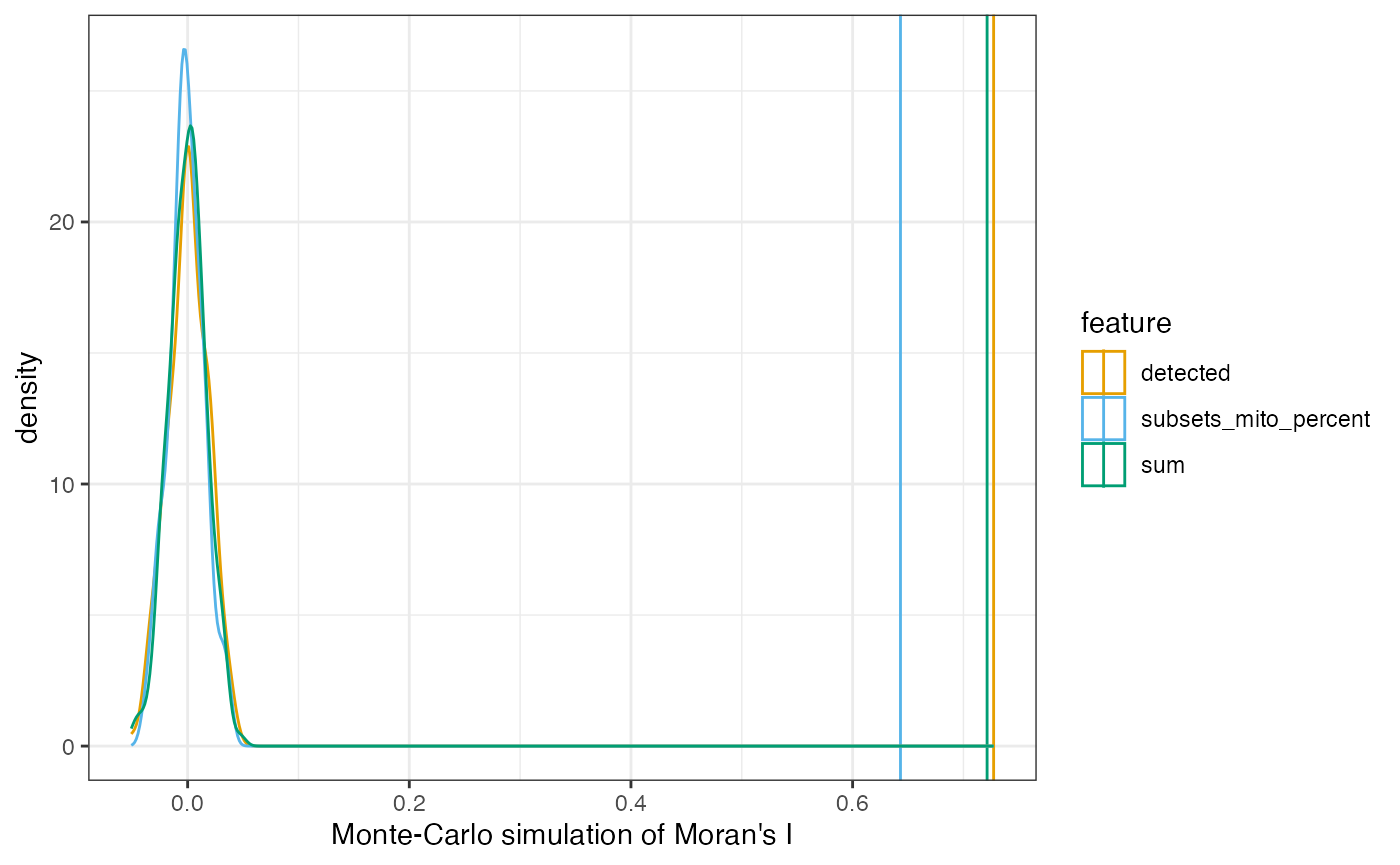 density
20
10
0
0.0
0.2
0.4
0.6
Monte-Carlo simulation of Moran's I
feature
detected
subsets_mito_percent
sum